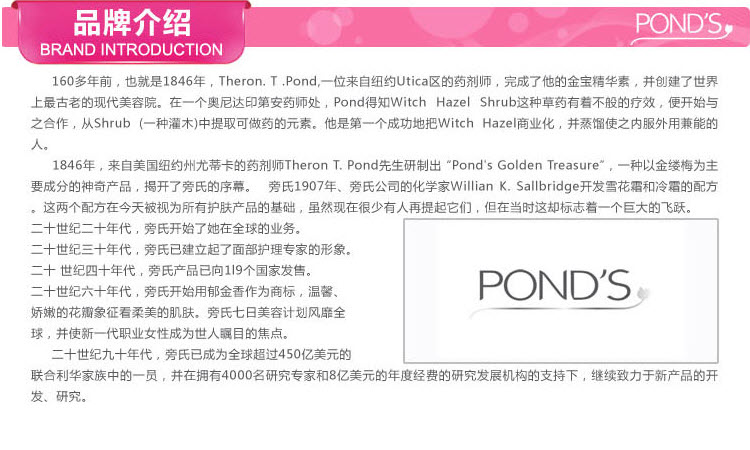 品牌介绍
BRAND INTRODUCTION
POND'S
160多年前，也就是1846年，Theron. T .Pond,一位来自纽约Utica区的药剂师，完成了他的金宝精华素，并创建了世界
上最古老的现代美容院。在一个奥尼达印第安药师处，Pond得知Witch Hazel Shrub这种草药有着不般的疗效，便开始与
之合作，从Shrub (一种灌木)中提取可做药的元素。他是第一个成功地把Witch Hazel商业化，并蒸馏使之内服外用兼能的
人。
1846年，来自美国纽约州尤蒂卡的药剂师Theron T. Pond先生研制出 “Pond's Golden Treasure”，一种以金缕梅为主
要成分的神奇产品，揭开了旁氏的序幕。 旁氏1907年、旁氏公司的化学家Willian K. Sallbridge开发雪花霜和冷霜的配方
。这两个配方在今天被视为所有护肤产品的基础，虽然现在很少有人再提起它们，但在当时这却标志着一个巨大的飞跃。
二十世纪二十年代，旁氏开始了她在全球的业务。
二十世纪三十年代，旁氏已建立起了面部护理专家的形象。
二十 世纪四十年代，旁氏产品已向1l9个国家发售。
二十世纪六十年代，旁氏开始用郁金香作为商标，温馨、
娇嫩的花瓣象征着柔美的肌肤。旁氏七日美容计划风靡全
球，并使新一代职业女性成为世人瞩目的焦点。
二十世纪九十年代，旁氏已成为全球超过450亿美元的
联合利华家族中的一员，并在拥有4000名研究专家和8亿美元的年度经费的研究发展机构的支持下，继续致力于新产品的开
发、研究。
POND'S